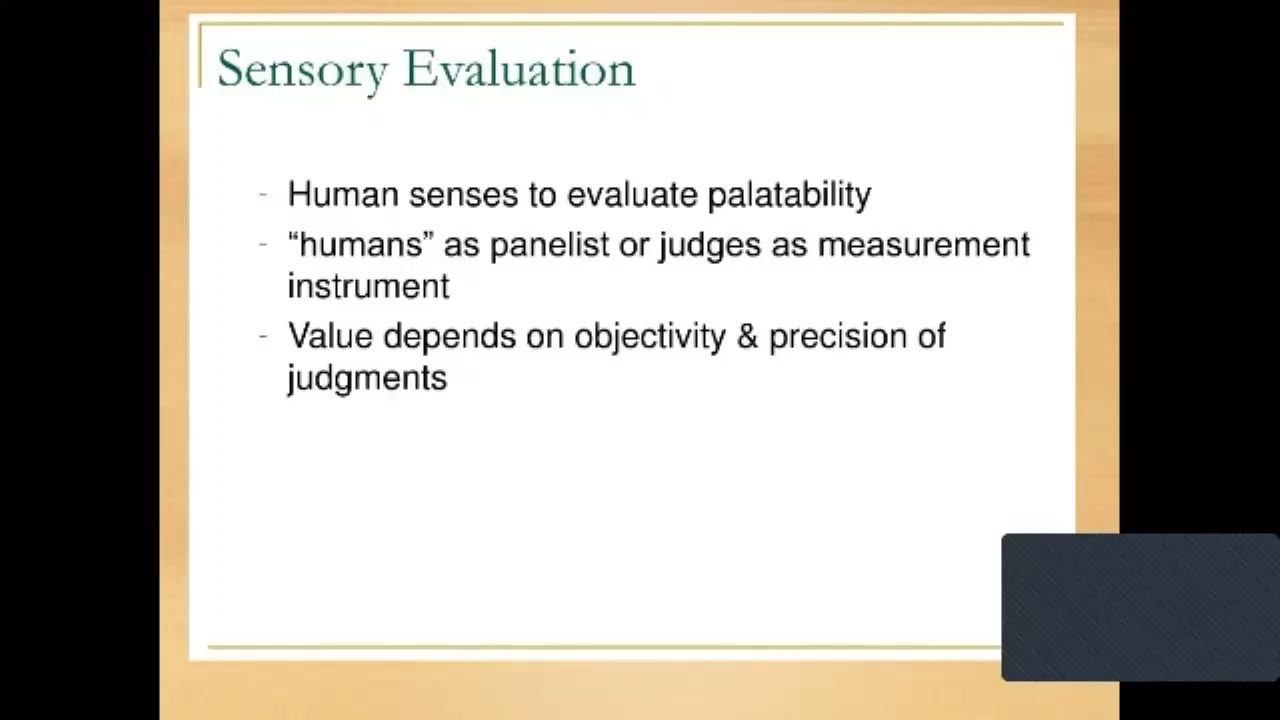 Sensory Evaluation
- Human senses to evaluate palatability
- “humans” as panelist or judges as measurement
instrument
- Value depends on objectivity & precision of
judgments